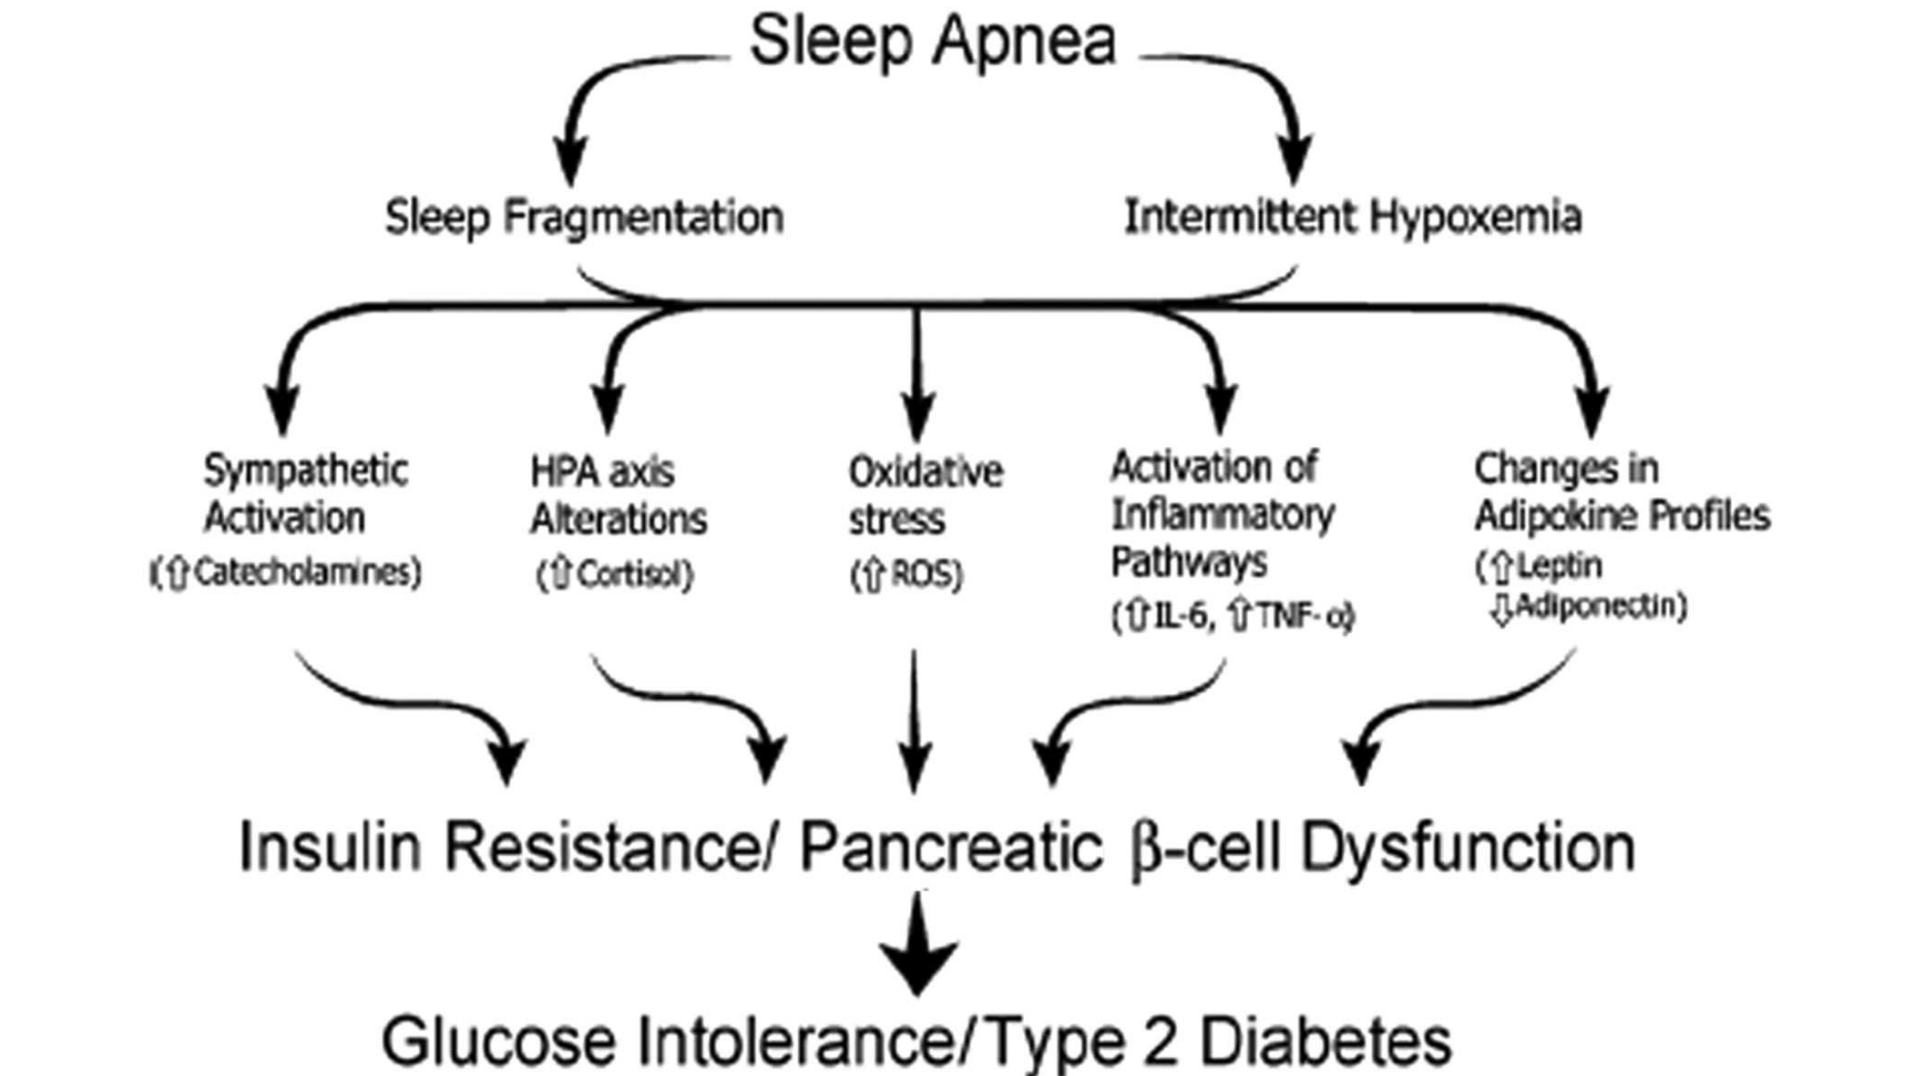 Sleep Apnea
Sleep Fragmentation
Intermittent Hypoxemia
Sympathetic
Activation
(⇧Catecholamines)
HPA axis
Alterations
(⇧Cortisol)
Oxidative
stress
(⇧ROS)
Activation of
Inflammatory
Pathways
(⇧IL-6, ⇧TNF-α)
Changes in
Adipokine Profiles
(⇧Leptin
⇩Adiponectin)
Insulin Resistance/ Pancreatic β-cell Dysfunction
Glucose Intolerance/Type 2 Diabetes